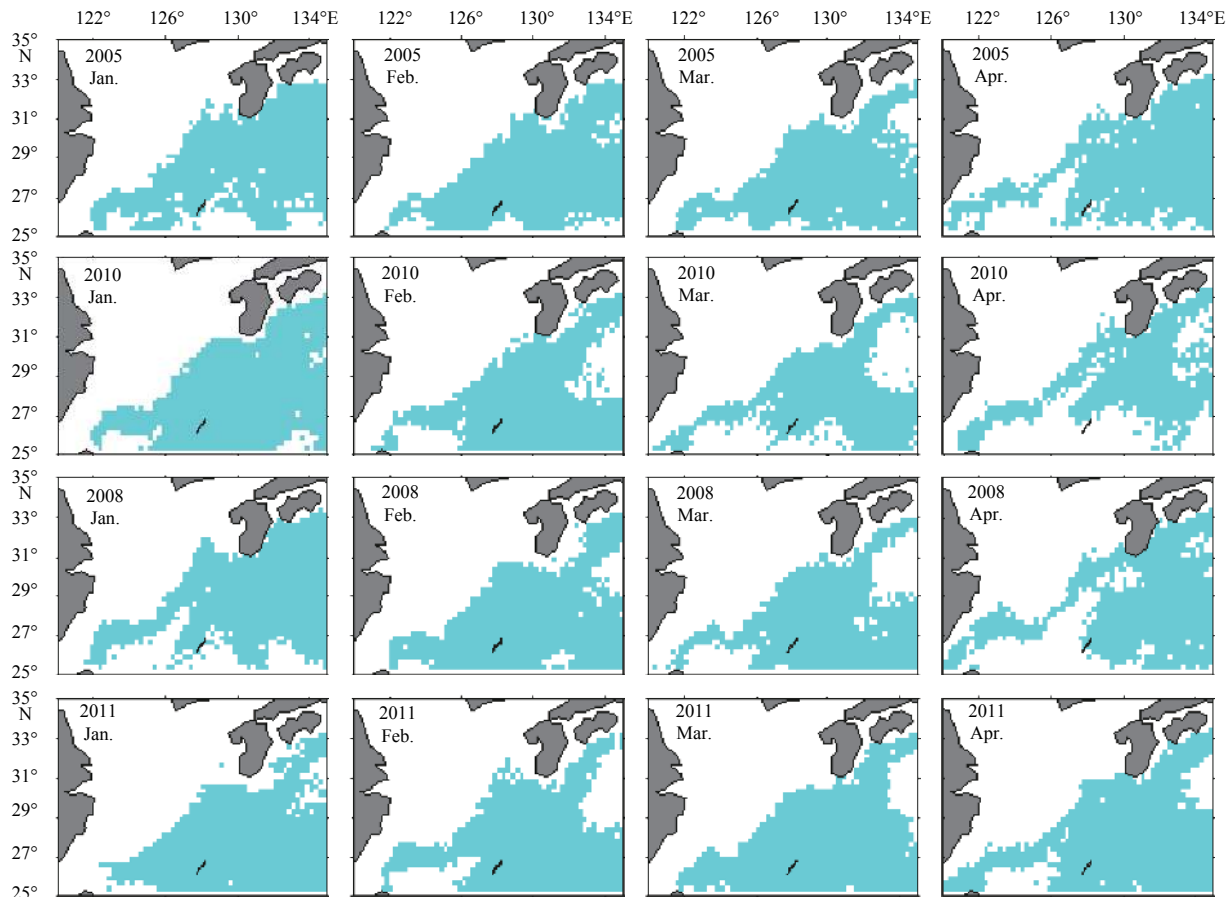 122° 126° 130° 134°E 122° 126° 130° 134°E 122° 126° 130° 134°E 122° 126° 130° 134°E
35°
N
33°
31°
29°
27°
25°
2005
Jan.
2005
Feb.
2005
Mar.
2005
Apr.
35°
N
33°
31°
29°
27°
25°
2010
Jan.
2010
Feb.
2010
Mar.
2010
Apr.
35°
N
33°
31°
29°
27°
25°
2008
Jan.
2008
Feb.
2008
Mar.
2008
Apr.
35°
N
33°
31°
29°
27°
25°
2011
Jan.
2011
Feb.
2011
Mar.
2011
Apr.